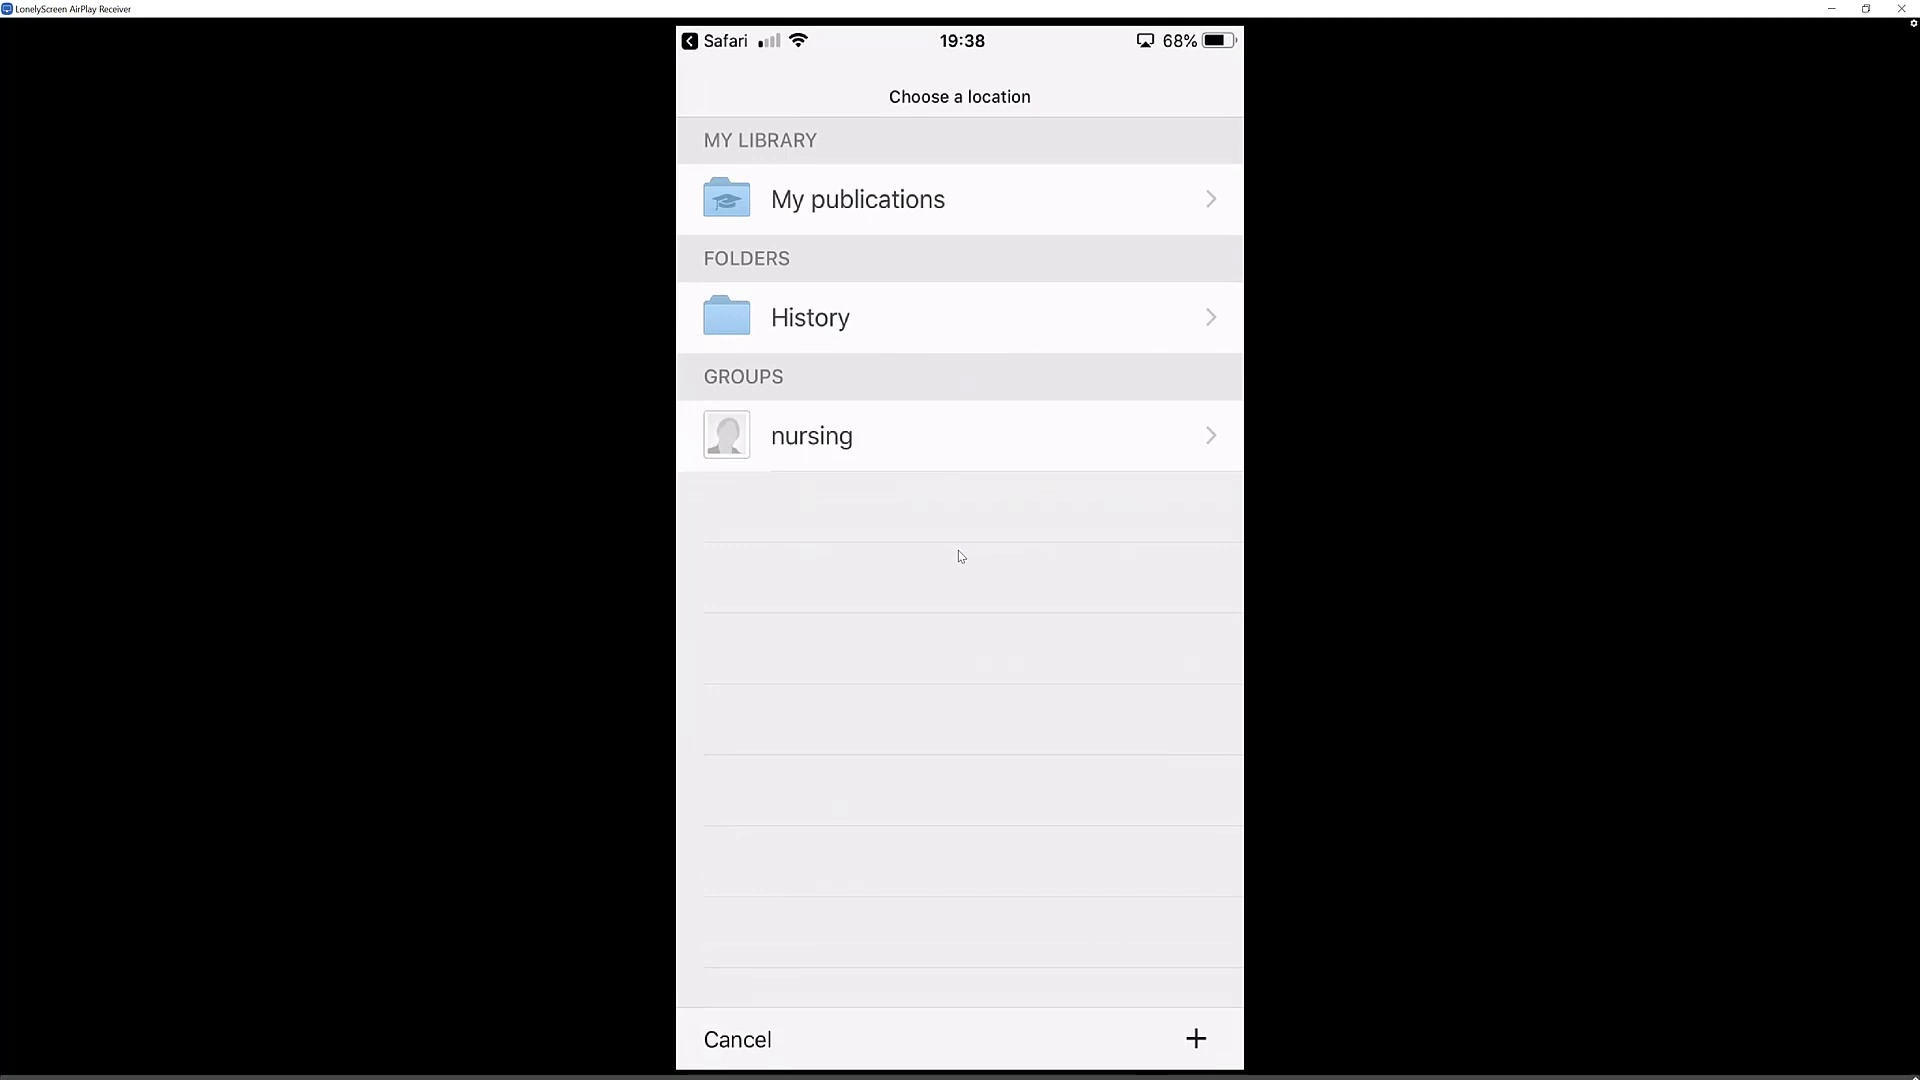 LonelyScreen AirPlay Receiver
Safari 19:38 68%
Choose a location
MY LIBRARY
My publications
FOLDERS
History
GROUPS
nursing
Cancel +